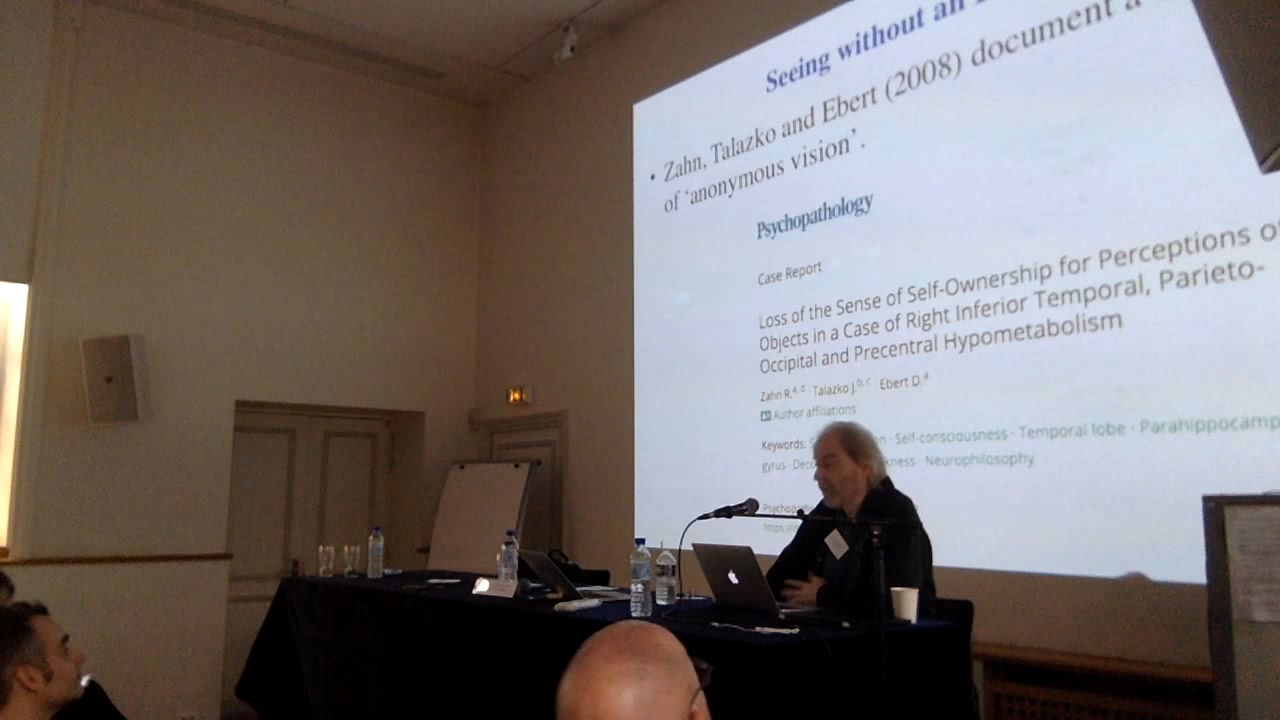 Seeing without an
• Zahn, Talazko and Ebert (2008) document a
of ‘anonymous vision’.
Psychopathology
Case Report
Loss of the Sense of Self-Ownership for Perceptions of
Objects in a Case of Right Inferior Temporal, Parieto-
Occipital and Precentral Hypometabolism
Zahn R.a, d · Talazko J.b, c · Ebert D.a
Author affiliations
Keywords: · Self-consciousness · Temporal lobe · Parahippocamp
gyrus · Neurophilosophy